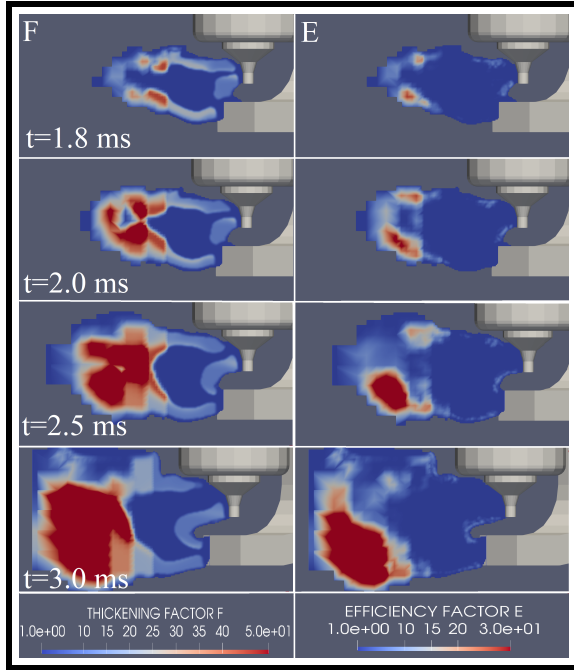 F E
t=1.8 ms
t=2.0 ms
t=2.5 ms
t=3.0 ms
THICKENING FACTOR F
1.0e+00 10 15 20 25 30 35 40 5.0e+01
EFFICIENCY FACTOR E
1.0e+00 10 15 20 3.0e+01